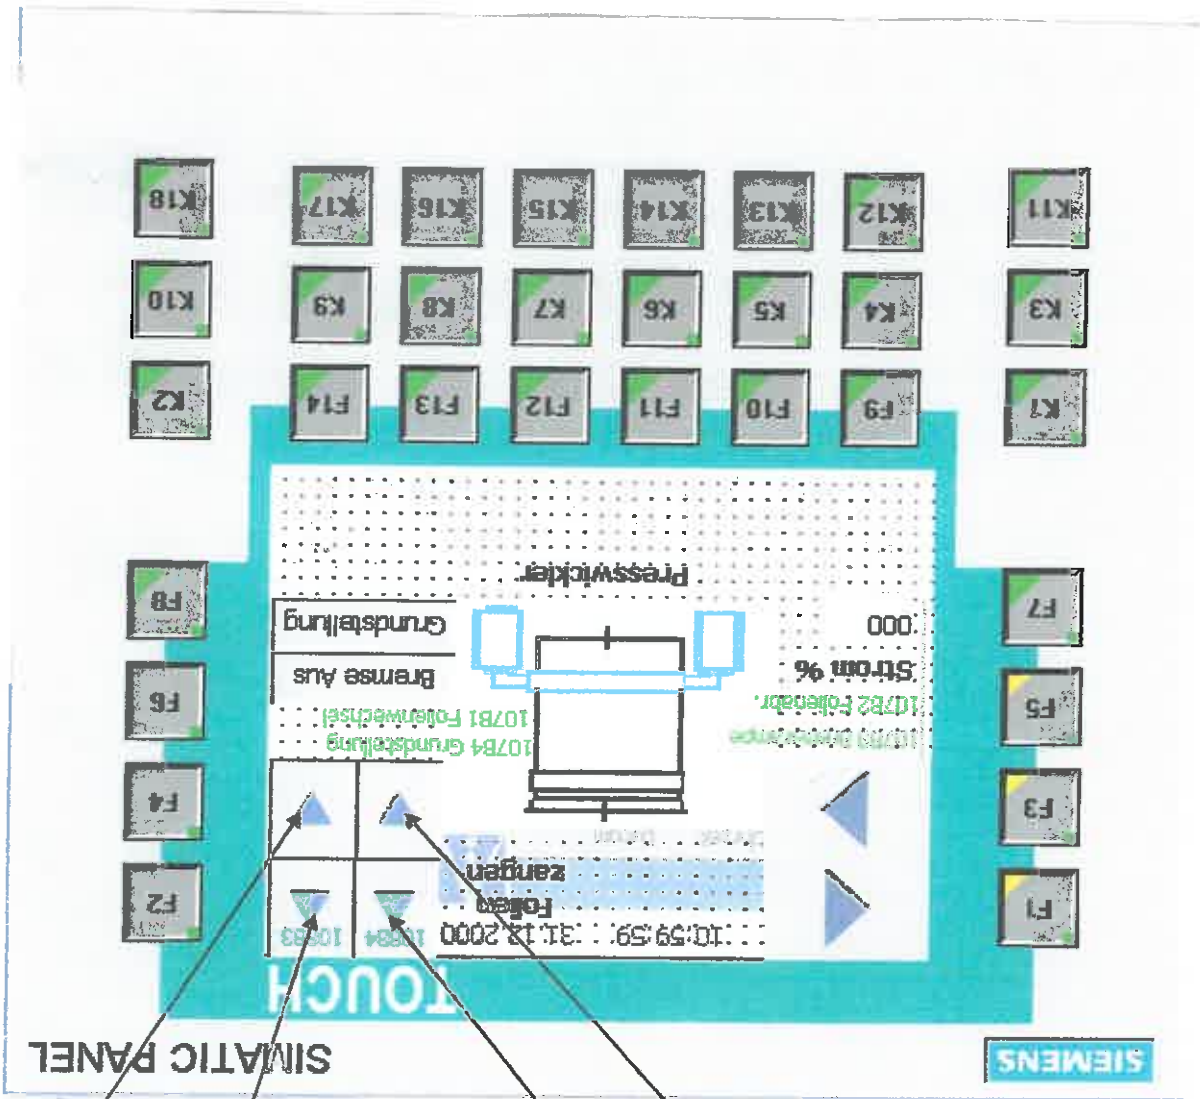 SIEMENS
SIMATIC PANEL
TOUCH
10:59:59 31.12.2000
10884 10883
Folien
zangen
F1
F2
F3
F4
107B4 Grundstellung
107B2 Folienabr.
107B1 Folienwechsel
Strom %
Bremse Aus
F5
F6
000
Grundstellung
F7
F8
Presswickler
K1
F9 F10 F11 F12 F13 F14
K2
K3 K4 K5 K6 K7 K8 K9 K10
K11 K12 K13 K14 K15 K16 K17 K18